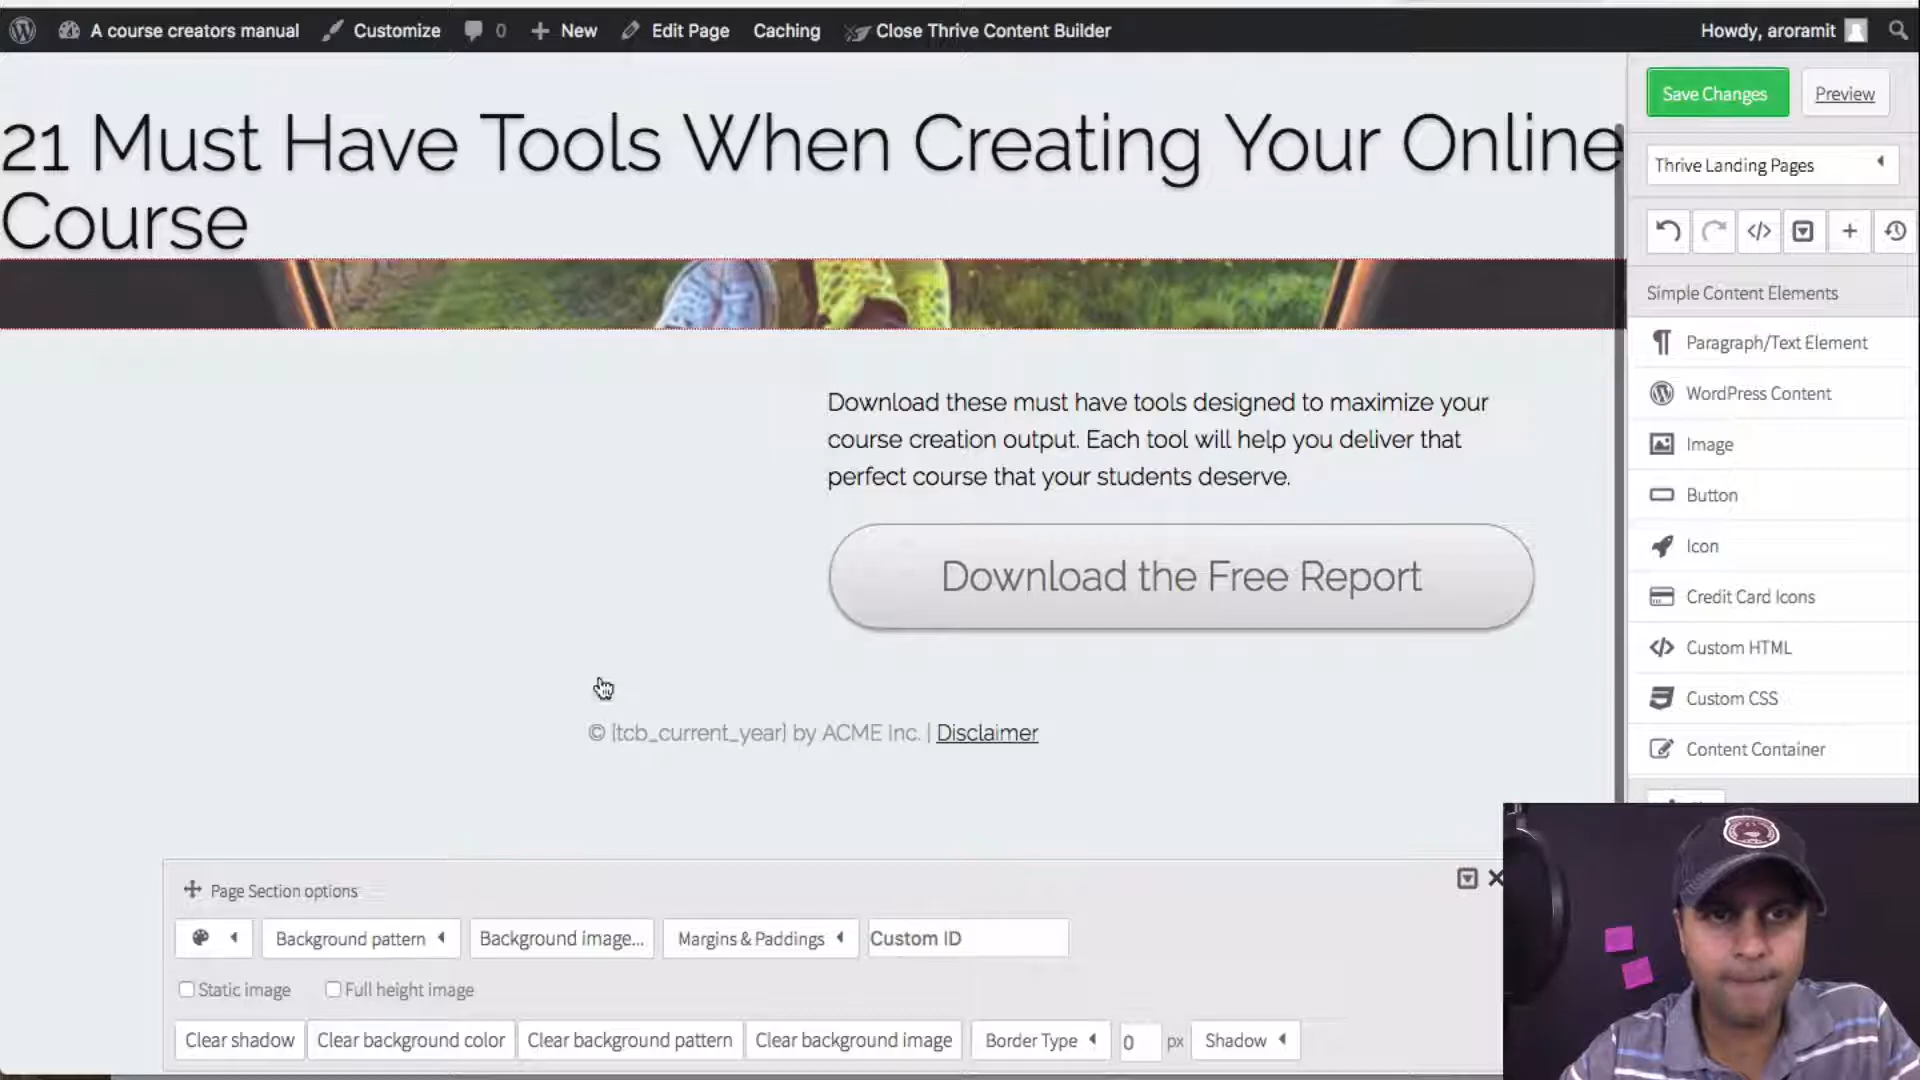 A course creators manual
Customize
0
New
Edit Page
Caching
Close Thrive Content Builder
Howdy, aroramit
21 Must Have Tools When Creating Your Online
Course
Download these must have tools designed to maximize your
course creation output. Each tool will help you deliver that
perfect course that your students deserve.
Download the Free Report
© [tcb_current_year] by ACME Inc. | Disclaimer
Save Changes
Preview
Thrive Landing Pages
Simple Content Elements
Paragraph/Text Element
WordPress Content
Image
Button
Icon
Credit Card Icons
Custom HTML
Custom CSS
Content Container
Page Section options
Background pattern
Background image...
Margins & Paddings
Custom ID
Static image
Full height image
Clear shadow
Clear background color
Clear background pattern
Clear background image
Border Type
0
px
Shadow